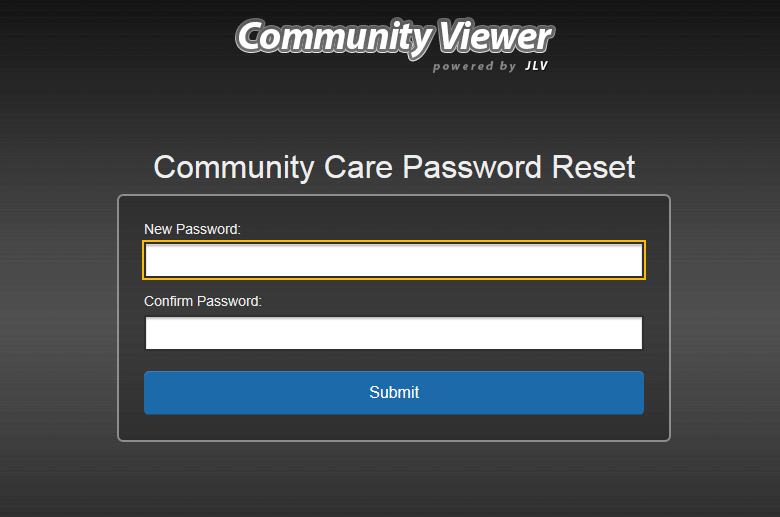 Community Viewer
powered by JLV
Community Care Password Reset
New Password:
Confirm Password:
Submit